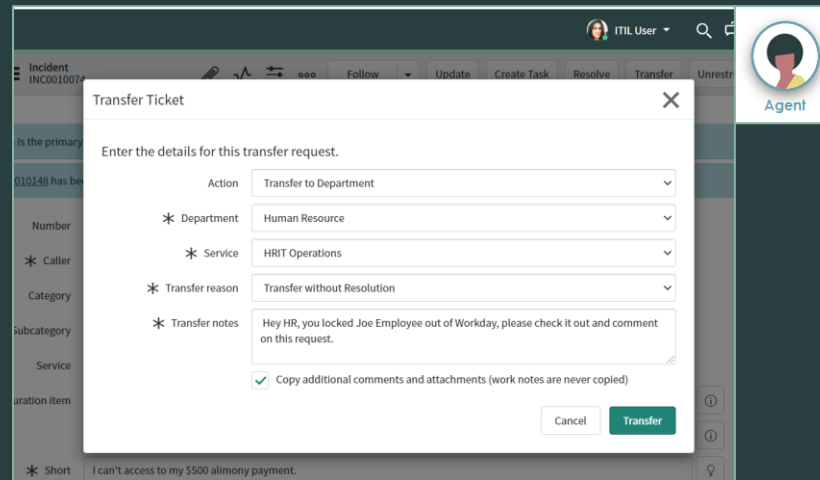 ITIL User
Incident
INC0010074
Follow
Update
Create Task
Resolve
Transfer
Unrestr
Agent
Transfer Ticket
is the primary
Enter the details for this transfer request.
010148 has be
Action
Transfer to Department
Number
Department
Human Resource
Caller
Service
HRIT Operations
Category
Transfer reason
Transfer without Resolution
Subcategory
Transfer notes
Hey HR, you locked Joe Employee out of Workday, please check it out and comment
on this request.
Service
Copy additional comments and attachments (work notes are never copied)
uration item
Cancel
Transfer
Short
I can't access to my $500 alimony payment.